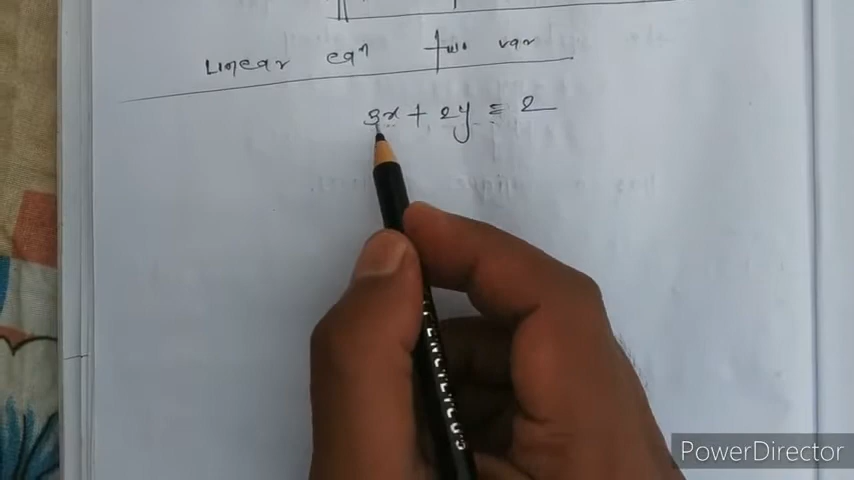 Linear eqn two var
3x + 2y = 2
PowerDirector